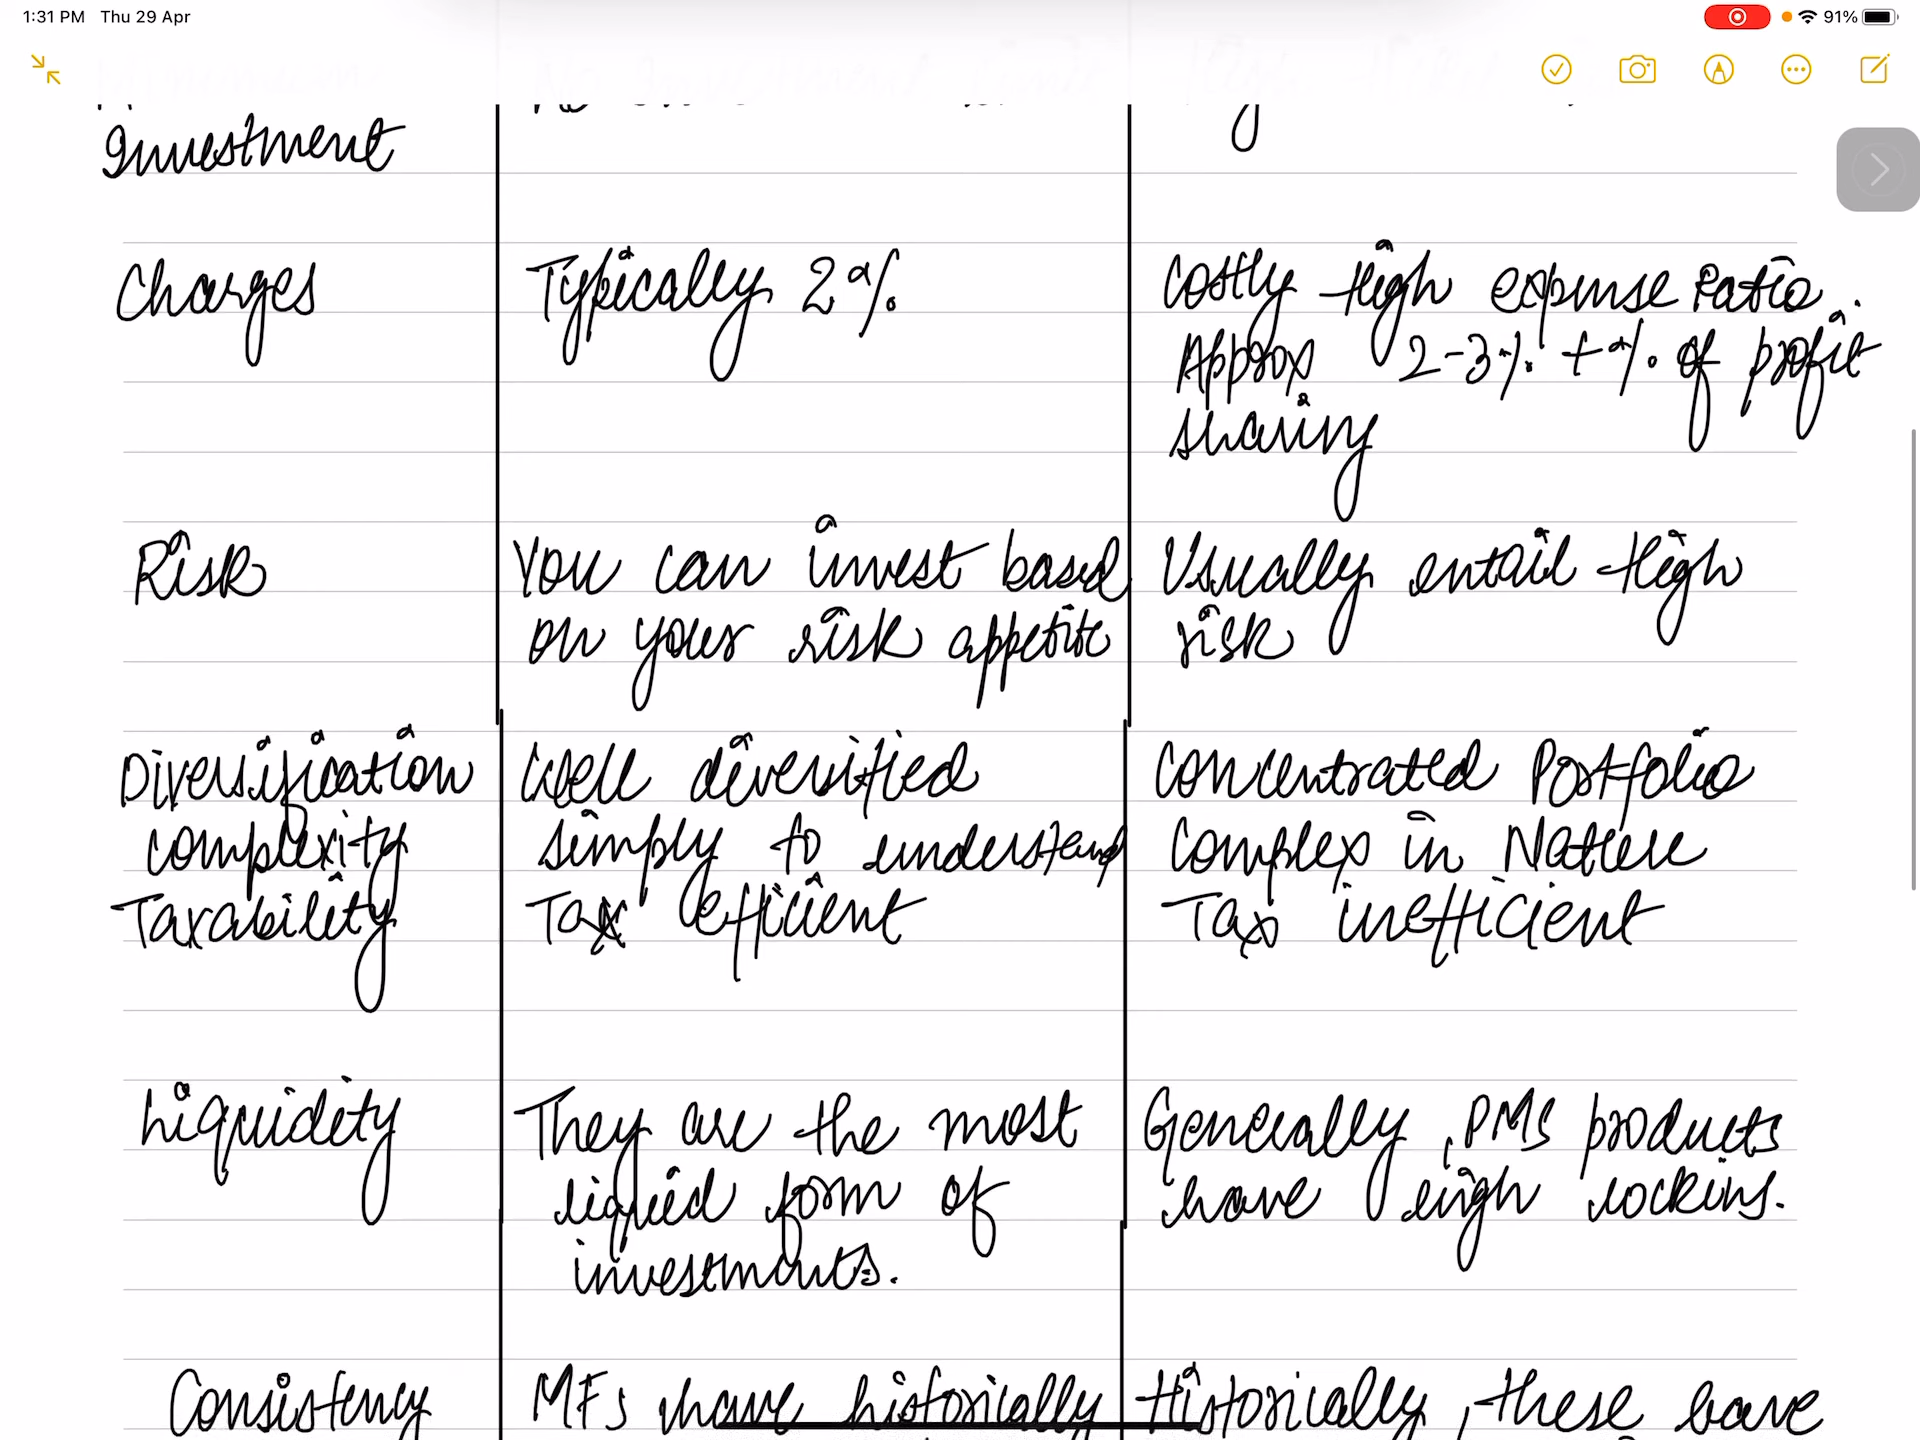 1:31 PM Thu 29 Apr 91%
Investment
Charges Typically 2% Costly High expense Ratio.
Approx 2-3% + % of profit
sharing
Risk You can invest based Usually entail High
on your risk appetite risk
Diversification Well diversified Concentrated Portfolio
complexity simply to understand Complex in Nature
Taxability Tax efficient Tax inefficient
Liquidity They are the most Generally, PMS products
liquid form of have high lockins.
investments.
Consistency MFs have historically Historically, these have